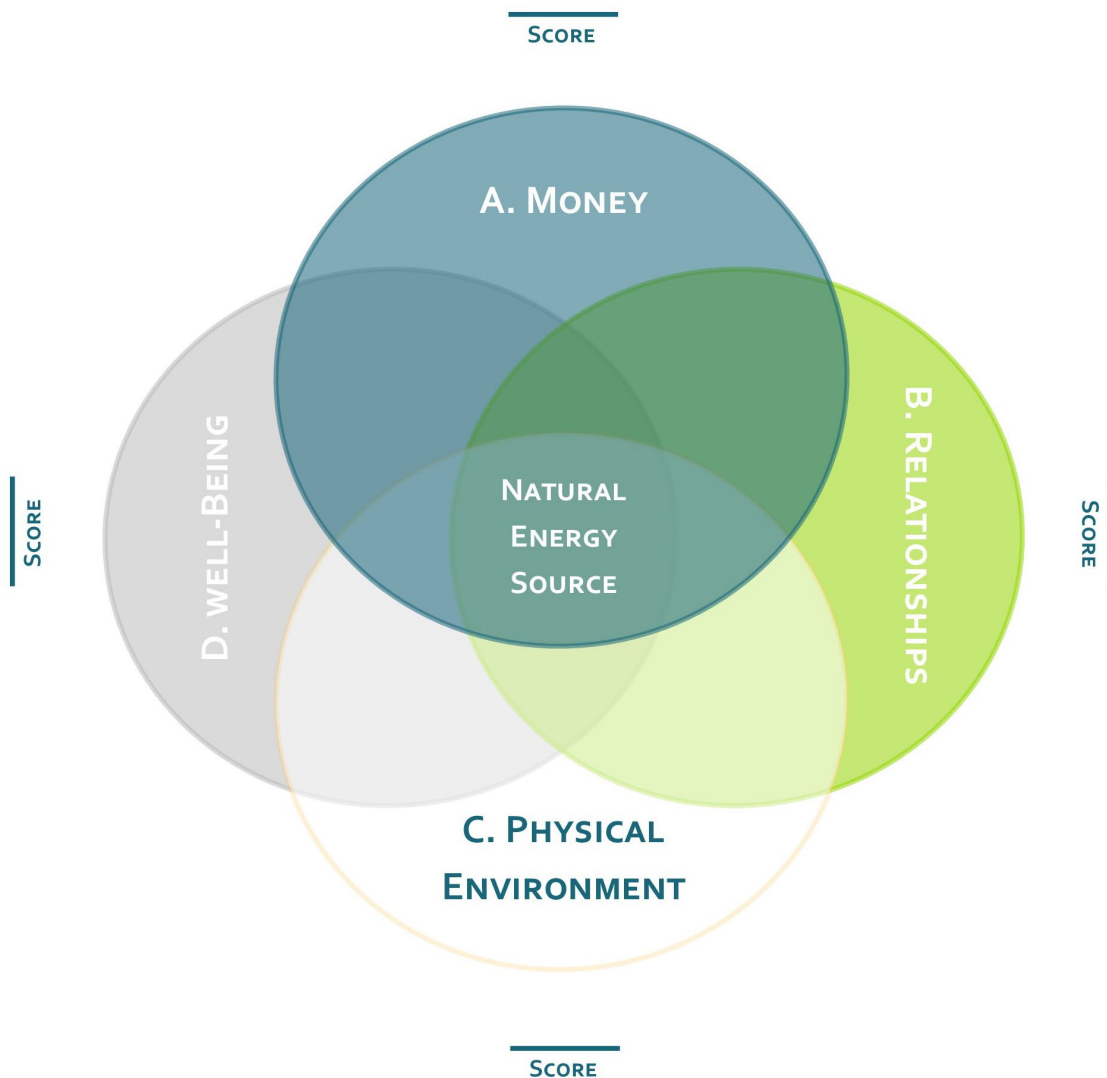 Score
A. Money
D. well-Being
B. Relationships
Score
Natural
Energy
Source
Score
C. Physical
Environment
Score